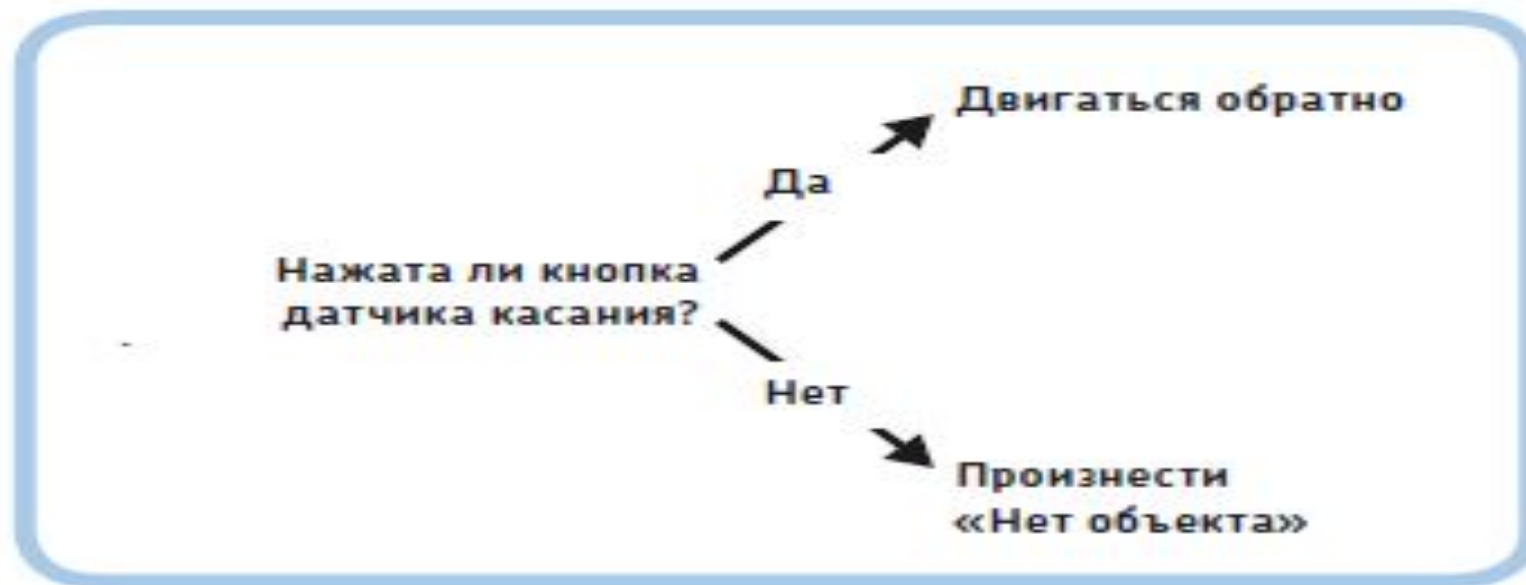 Двигаться обратно
Да
Нажата ли кнопка
датчика касания?
Нет
Произнести
«Нет объекта»